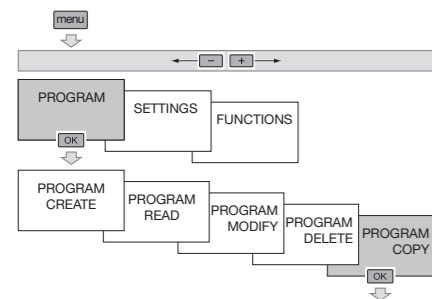 menu
− +
PROGRAM
SETTINGS
FUNCTIONS
OK
PROGRAM
CREATE
PROGRAM
READ
PROGRAM
MODIFY
PROGRAM
DELETE
PROGRAM
COPY
OK